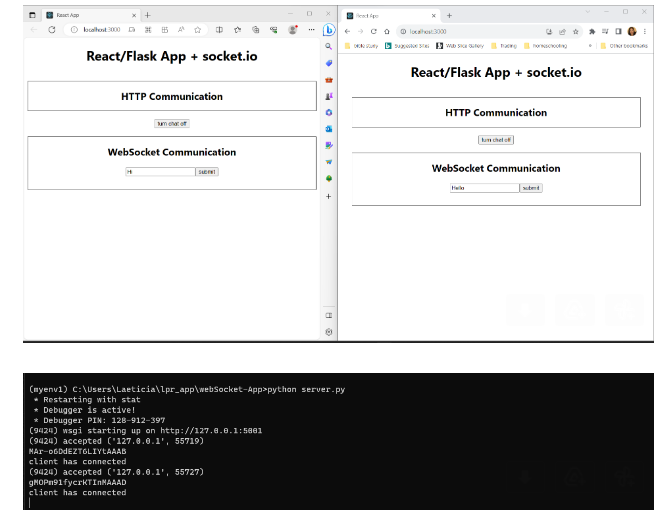 React App
localhost:3000
React/Flask App + socket.io
HTTP Communication
turn chat off
WebSocket Communication
Hi submit
React App
localhost:3000
Bible study Suggested Sites Web Slice Gallery Trading homeschooling Other bookmarks
React/Flask App + socket.io
HTTP Communication
turn chat off
WebSocket Communication
Hello submit
(myenv1) C:\Users\Laeticia\lpr_app\webSocket-App>python server.py
* Restarting with stat
* Debugger is active!
* Debugger PIN: 128-912-397
(9424) wsgi starting up on http://127.0.0.1:5001
(9424) accepted ('127.0.0.1', 55719)
MAr-o6DdEZT6LIYtAAAB
client has connected
(9424) accepted ('127.0.0.1', 55727)
gMOPm91fycrKTInMAAAD
client has connected